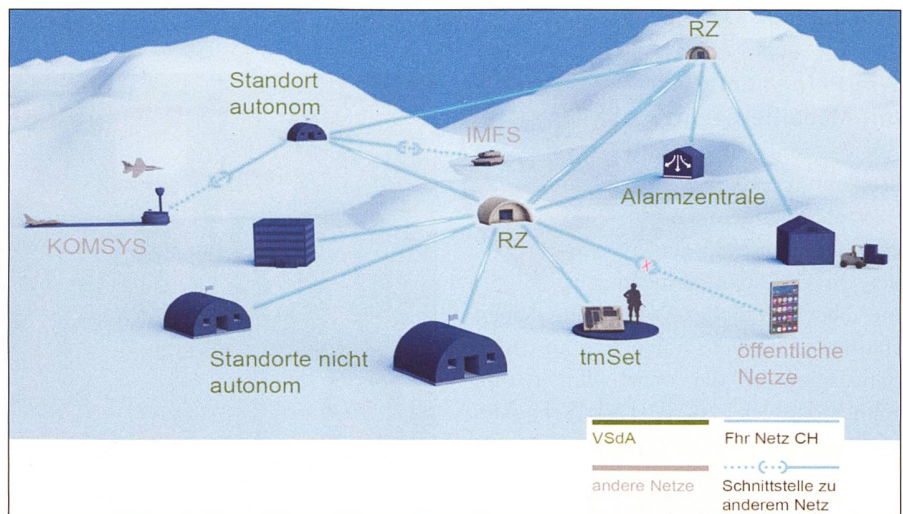 RZ
Standort
autonom
IMFS
Alarmzentrale
KOMSYS
RZ
Standorte nicht
autonom
tmSet
öffentliche
Netze
VSdA
Fhr Netz CH
andere Netze
Schnittstelle zu
anderem Netz